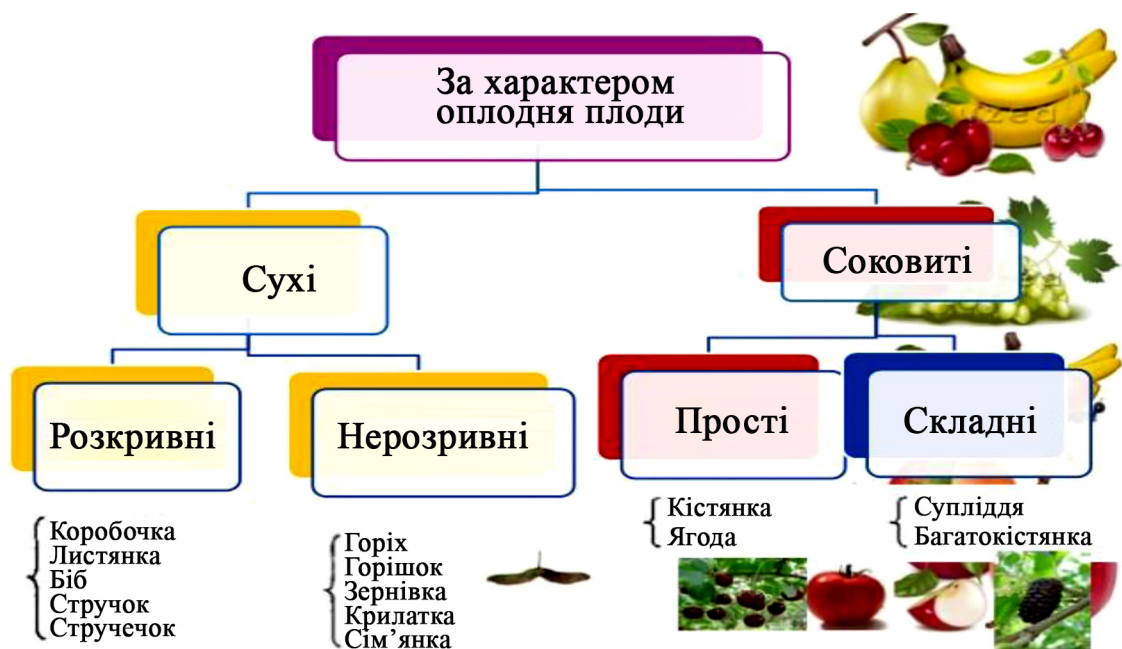 За характером
оплодня плоди
Сухі
Соковиті
Розкривні
Нерозривні
Прості
Складні
Коробочка
Листянка
Біб
Стручок
Стручечок
Горіх
Горішок
Зернівка
Крилатка
Сім’янка
Кістянка
Ягода
Супліддя
Багатокістянка